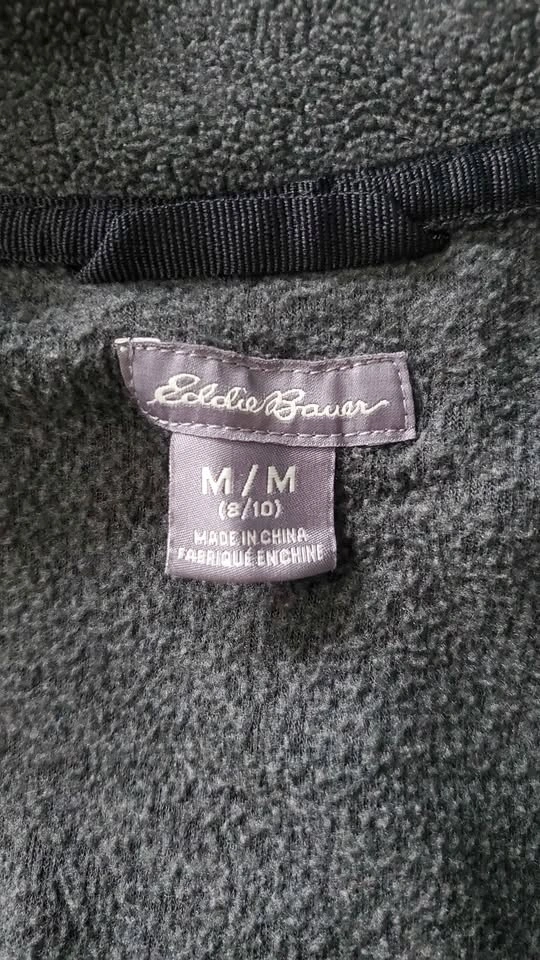 Eddie Bauer
M/M
(8/10)
MADE IN CHINA
FABRIQUÉ EN CHINE